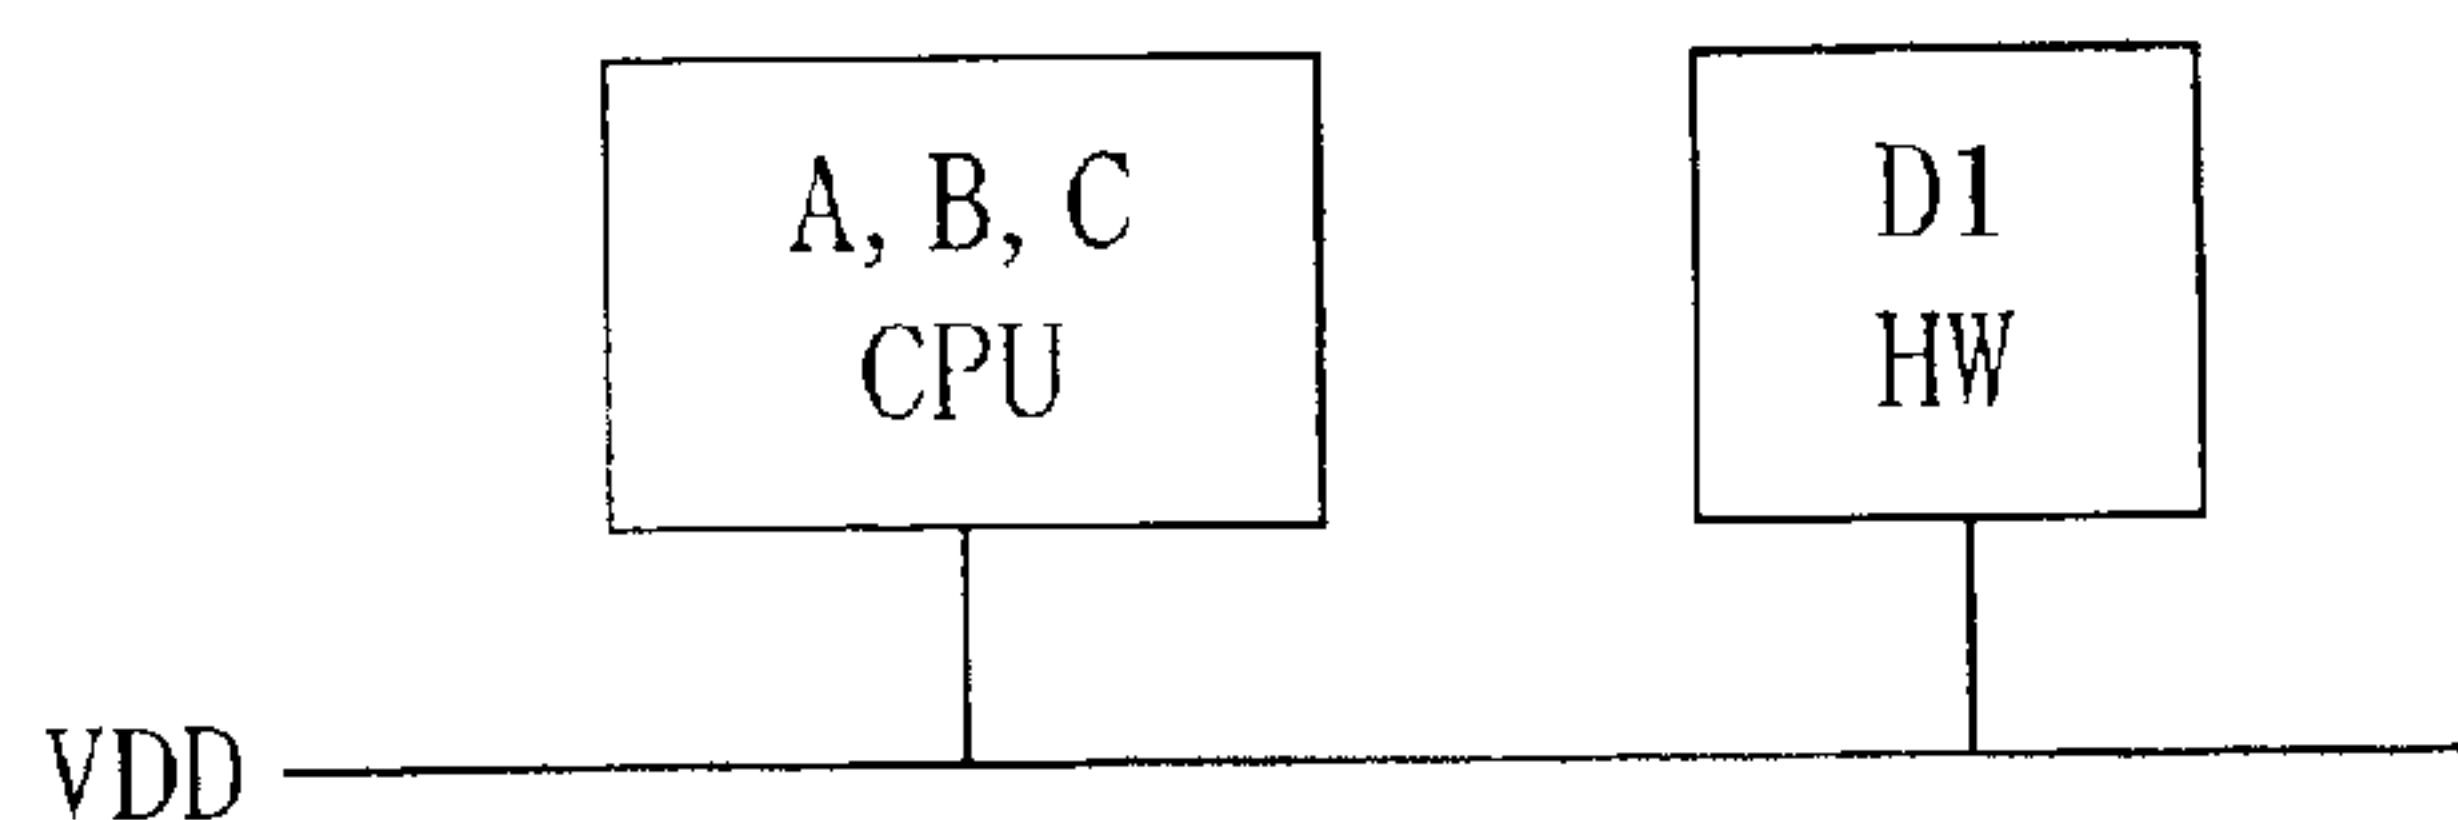 A, B, C
CPU
D1
HW
VDD